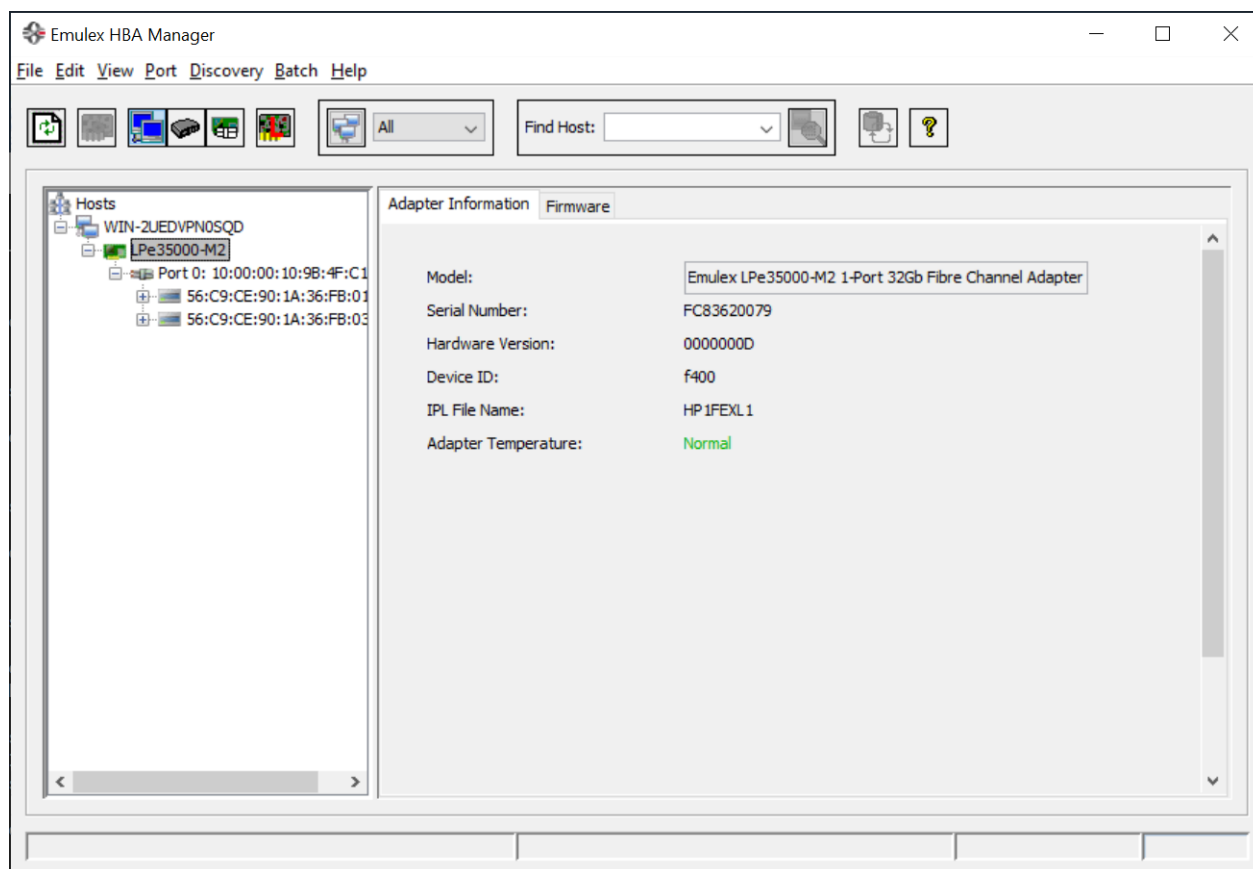 Emulex HBA Manager
File Edit View Port Discovery Batch Help
All
Find Host:
Hosts
WIN-2UEDVPN0SQD
LPe35000-M2
Port 0: 10:00:00:10:9B:4F:C1
56:C9:CE:90:1A:36:FB:01
56:C9:CE:90:1A:36:FB:03
Adapter Information Firmware
Model: Emulex LPe35000-M2 1-Port 32Gb Fibre Channel Adapter
Serial Number: FC83620079
Hardware Version: 0000000D
Device ID: f400
IPL File Name: HP1FEXL1
Adapter Temperature: Normal